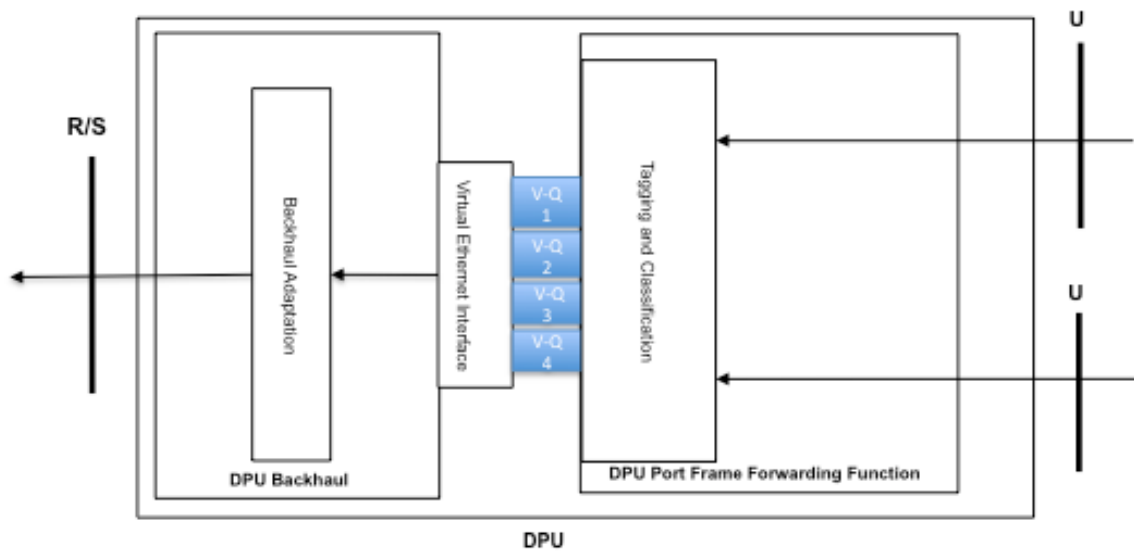 U
R/S
Backhaul Adaptation
Virtual Ethernet Interface
V-Q
1
V-Q
2
V-Q
3
V-Q
4
Tagging and Classification
U
DPU Backhaul
DPU Port Frame Forwarding Function
DPU